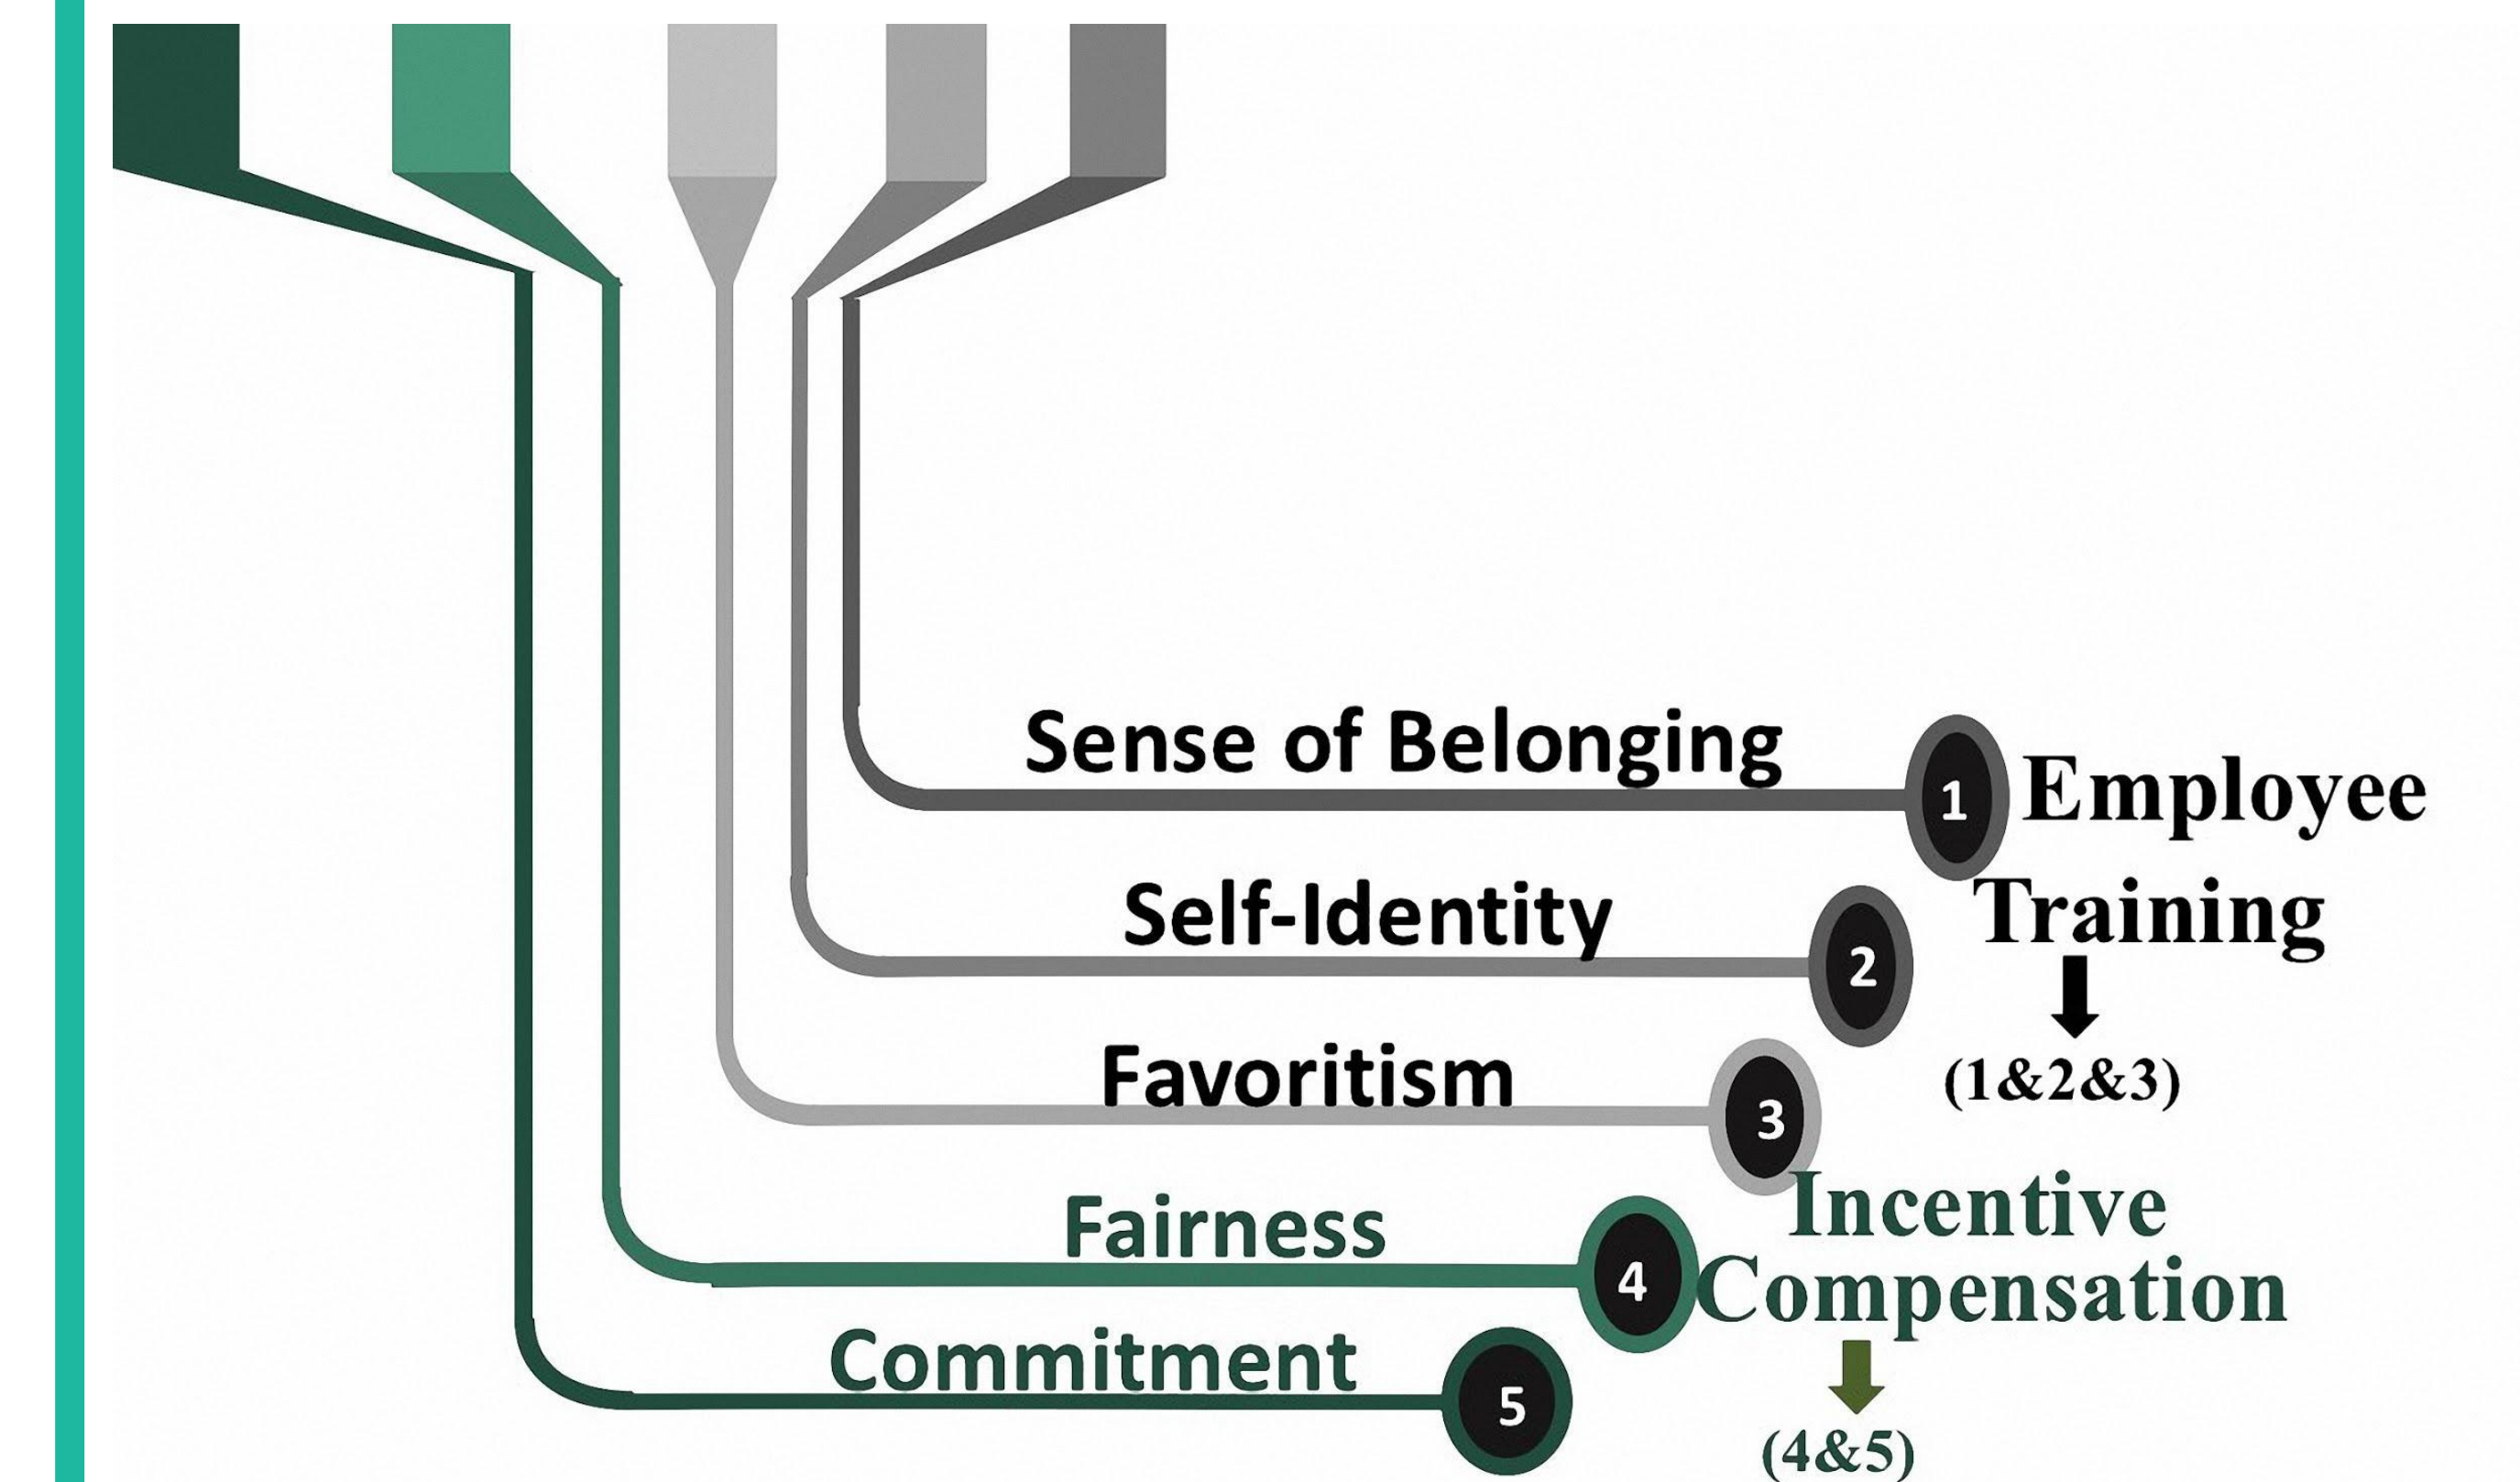 Sense of Belonging
1
Employee
Training
(1&2&3)
Self-Identity
2
Favoritism
3
Fairness
4
Incentive
Compensation
(4&5)
Commitment
5